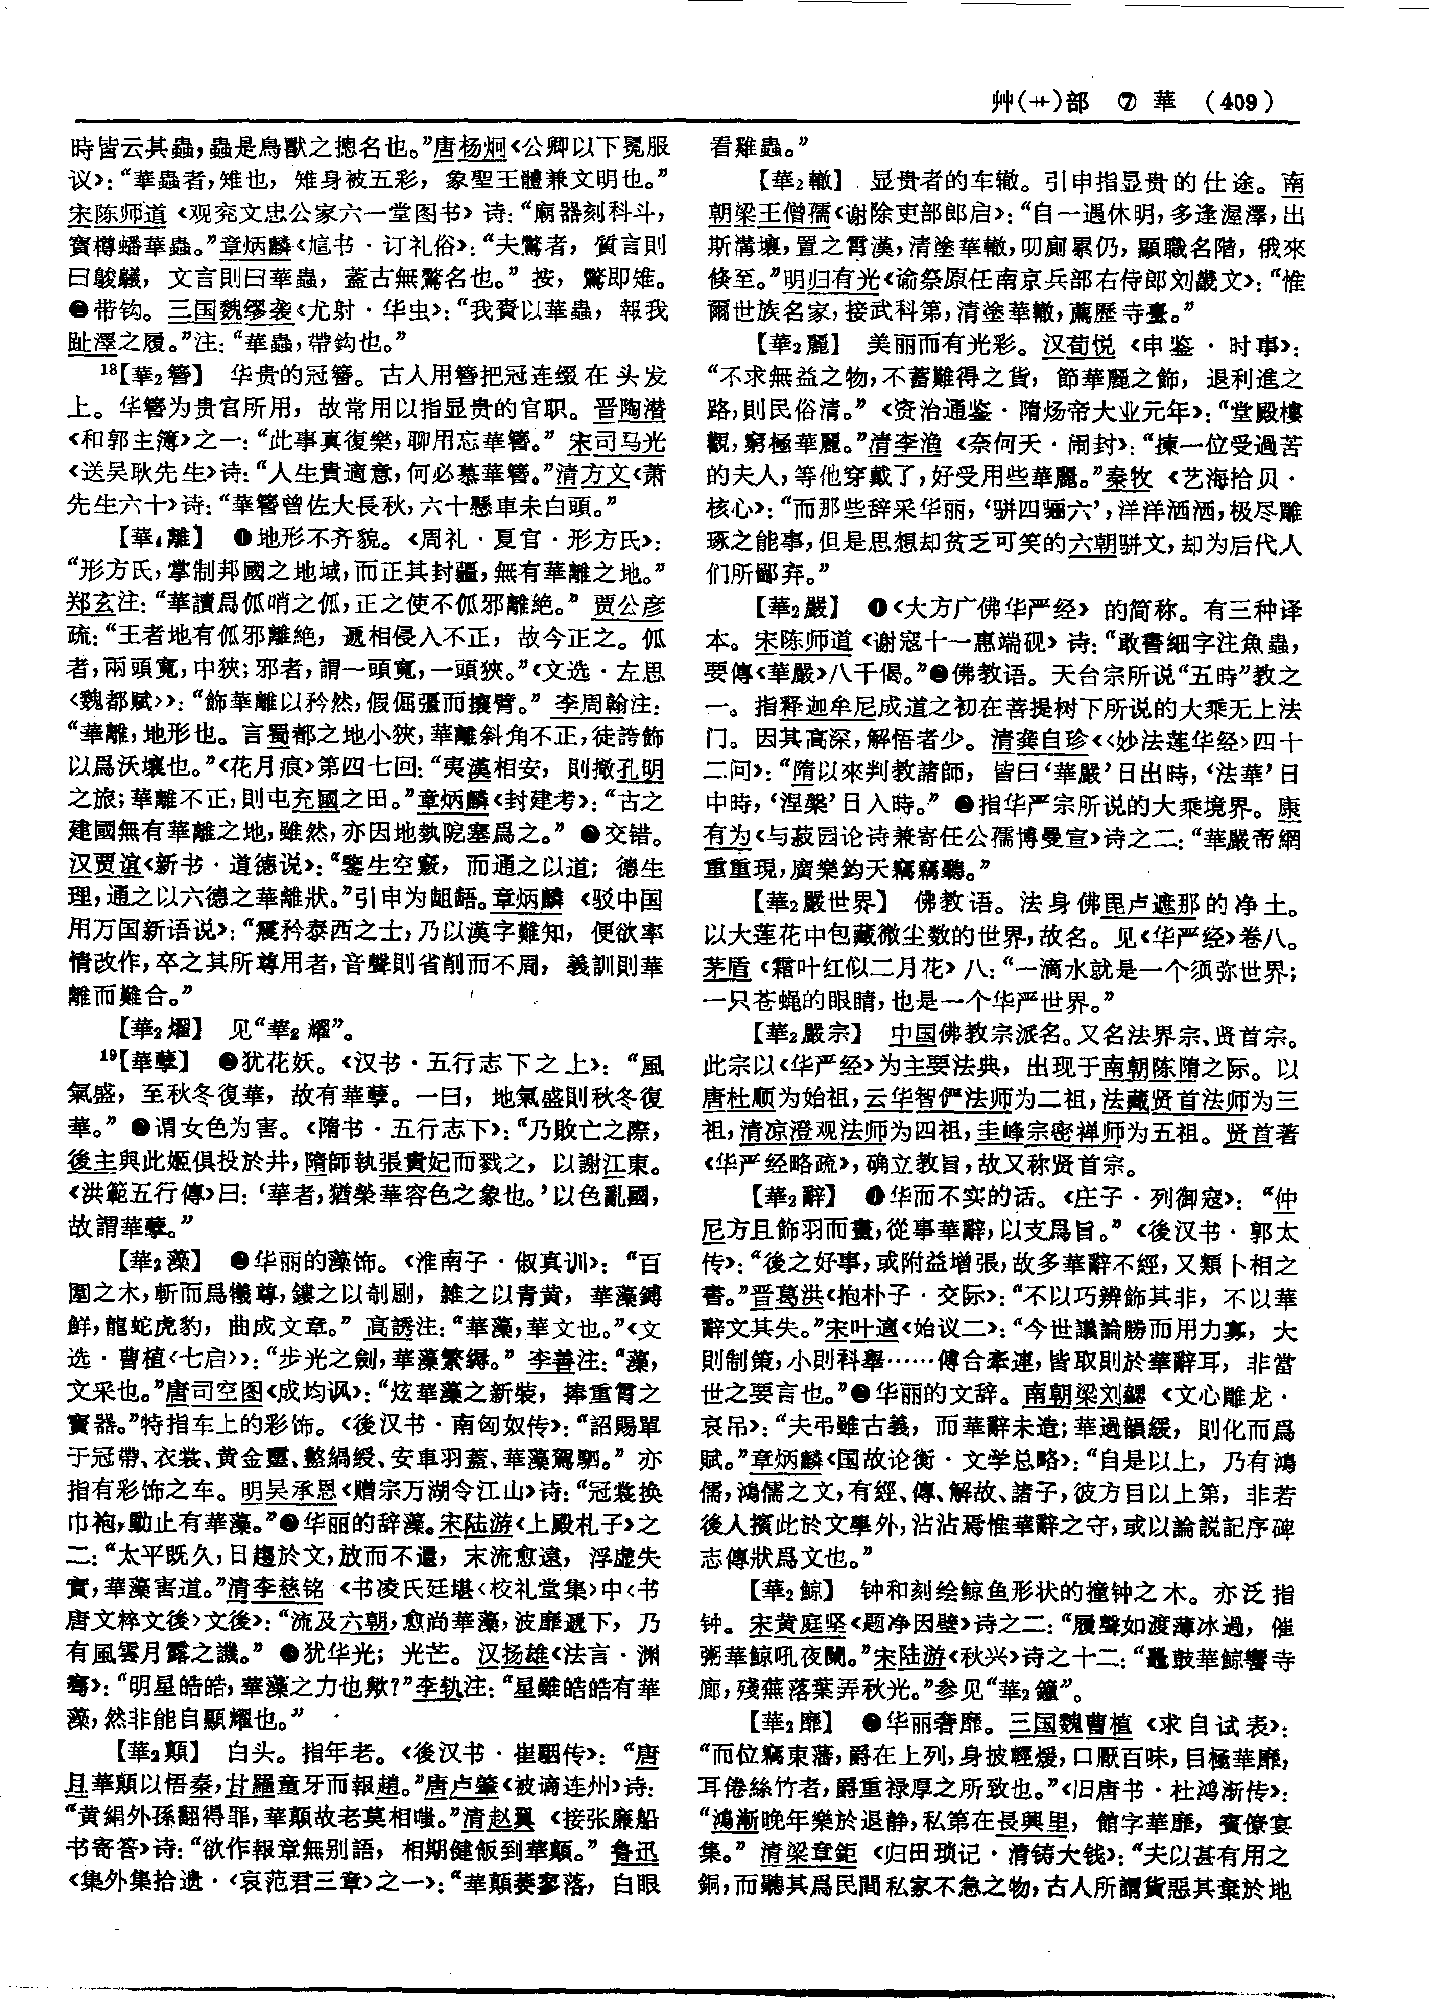 艸(艹)部 ⑦ 華 (409)
時皆云其蟲，蟲是鳥獸之摠名也。”唐杨炯《公卿以下冕服
议》：“華蟲者，雉也，雉身被五彩，象聖王體兼文明也。”
宋陈师道《观兖文忠公家六一堂图书》诗：“廟器刻科斗，
寶樽蟠華蟲。”章炳麟《訄书·订礼俗》：“夫鷩者，質言則
曰鵔鸃，文言則曰華蟲，蓋古無鷩名也。”按，鷩即雉。
❷带钩。三国魏缪袭《尤射·华虫》：“我賚以華蟲，報我
趾澤之履。”注：“華蟲，帶鈎也。”
¹⁸【華₂簪】 华贵的冠簪。古人用簪把冠连缀在头发
上。华簪为贵官所用，故常用以指显贵的官职。晋陶潜
《和郭主簿》之一：“此事真復樂，聊用忘華簪。”宋司马光
《送吴耿先生》诗：“人生貴適意，何必慕華簪。”清方文《萧
先生六十》诗：“華簪曾佐大長秋，六十懸車未白頭。”
【華₄離】 ❶地形不齐貌。《周礼·夏官·形方氏》：
“形方氏，掌制邦國之地域，而正其封疆，無有華離之地。”
郑玄注：“華讀爲㐀哨之㐀，正之使不㐀邪離絶。”贾公彦
疏：“王者地有㐀邪離絶，遞相侵入不正，故今正之。㐀
者，兩頭寬，中狹；邪者，謂一頭寬，一頭狹。”《文选·左思
〈魏都赋〉》：“飾華離以矜然，假倔彊而攘臂。”李周翰注：
“華離，地形也。言蜀都之地小狹，華離斜角不正，徒誇飾
以爲沃壤也。”《花月痕》第四七回：“夷漢相安，則撤孔明
之旅；華離不正，則屯充國之田。”章炳麟《封建考》：“古之
建國無有華離之地，雖然，亦因地埶阨塞爲之。”❷交错。
汉贾谊《新书·道德说》：“鑒生空竅，而通之以道；德生
理，通之以六德之華離狀。”引申为龃龉。章炳麟《驳中国
用万国新语说》：“震矜泰西之士，乃以漢字難知，便欲率
情改作，卒之其所尊用者，音聲則省削而不周，義訓則華
離而難合。”
【華₂燿】 见“華₂耀”。
¹⁹【華孽】 ❶犹花妖。《汉书·五行志下之上》：“風
氣盛，至秋冬復華，故有華孽。一曰，地氣盛則秋冬復
華。”❷谓女色为害。《隋书·五行志下》：“乃敗亡之際，
後主與此姬俱投於井，隋師執張貴妃而戮之，以謝江東。
《洪範五行傳》曰：‘華者，猶榮華容色之象也。’以色亂國，
故謂華孽。”
【華₂藻】 ❶华丽的藻饰。《淮南子·俶真训》：“百
圍之木，斬而爲犧尊，鏤之以剞劂，雜之以青黄，華藻鎛
鮮，龍蛇虎豹，曲成文章。”高誘注：“華藻，華文也。”《文
选·曹植〈七启〉》：“步光之劍，華藻繁縟。”李善注：“藻，
文采也。”唐司空图《成均讽》：“炫華藻之新裝，捧重霄之
寶器。”特指车上的彩饰。《後汉书·南匈奴传》：“詔賜單
于冠帶、衣裳、黄金璽、盭緺綬、安車羽蓋、華藻駕駟。”亦
指有彩饰之车。明吴承恩《赠宗万湖令江山》诗：“冠裳换
巾袍，動止有華藻。”❷华丽的辞藻。宋陆游《上殿札子》之
二：“太平既久，日趨於文，放而不還，末流愈遠，浮虚失
實，華藻害道。”清李慈铭《书凌氏廷堪〈校礼堂集〉中〈书
唐文粹文後〉文後》：“流及六朝，愈尚華藻，波靡遞下，乃
有風雲月露之譏。”❸犹华光；光芒。汉扬雄《法言·渊
骞》：“明星皓皓，華藻之力也歟？”李轨注：“星雖皓皓有華
藻，然非能自顯耀也。”
【華₂顛】 白头。指年老。《後汉书·崔駰传》：“唐
且華顛以悟秦，甘羅童牙而報趙。”唐卢肇《被谪连州》诗：
“黄絹外孫翻得罪，華顛故老莫相嗤。”清赵翼《接张廉船
书寄答》诗：“欲作報章無别語，相期健飯到華顛。”鲁迅
《集外集拾遗·〈哀范君三章〉之一》：“華顛萎寥落，白眼
看雞蟲。”
【華₂轍】 显贵者的车辙。引申指显贵的仕途。南
朝梁王僧孺《谢除吏部郎启》：“自一遇休明，多逢渥澤，出
斯溝壤，置之霄漢，清塗華轍，叨廁累仍，顯職名階，俄來
倏至。”明归有光《谕祭原任南京兵部右侍郎刘畿文》：“惟
爾世族名家，接武科第，清塗華轍，薦歷寺臺。”
【華₂麗】 美丽而有光彩。汉荀悦《申鉴·时事》：
“不求無益之物，不蓄難得之貨，節華麗之飾，退利進之
路，則民俗清。”《资治通鉴·隋炀帝大业元年》：“堂殿樓
觀，窮極華麗。”清李渔《奈何天·闹封》：“揀一位受過苦
的夫人，等他穿戴了，好受用些華麗。”秦牧《艺海拾贝·
核心》：“而那些辞采华丽，‘骈四骊六’，洋洋洒洒，极尽雕
琢之能事，但是思想却贫乏可笑的六朝骈文，却为后代人
们所鄙弃。”
【華₂嚴】 ❶《大方广佛华严经》的简称。有三种译
本。宋陈师道《谢寇十一惠端砚》诗：“敢書細字注魚蟲，
要傳《華嚴》八千偈。”❷佛教语。天台宗所说“五時”教之
一。指释迦牟尼成道之初在菩提树下所说的大乘无上法
门。因其高深，解悟者少。清龚自珍《〈妙法莲华经〉四十
二问》：“隋以來判教諸師，皆曰‘華嚴’日出時，‘法華’日
中時，‘涅槃’日入時。”❸指华严宗所说的大乘境界。康
有为《与菽园论诗兼寄任公孺博曼宣》诗之二：“華嚴帝網
重重現，廣樂鈞天竊竊聽。”
【華₂嚴世界】 佛教语。法身佛毘卢遮那的净土。
以大莲花中包藏微尘数的世界，故名。见《华严经》卷八。
茅盾《霜叶红似二月花》八：“一滴水就是一个须弥世界；
一只苍蝇的眼睛，也是一个华严世界。”
【華₂嚴宗】 中国佛教宗派名。又名法界宗、贤首宗。
此宗以《华严经》为主要法典，出现于南朝陈隋之际。以
唐杜顺为始祖，云华智俨法师为二祖，法藏贤首法师为三
祖，清凉澄观法师为四祖，圭峰宗密禅师为五祖。贤首著
《华严经略疏》，确立教旨，故又称贤首宗。
【華₂辭】 ❶华而不实的话。《庄子·列御寇》：“仲
尼方且飾羽而畫，從事華辭，以支爲旨。”《後汉书·郭太
传》：“後之好事，或附益增張，故多華辭不經，又類卜相之
書。”晋葛洪《抱朴子·交际》：“不以巧辨飾其非，不以華
辭文其失。”宋叶適《始议二》：“今世議論勝而用力寡，大
則制策，小則科舉……傅合牽連，皆取則於華辭耳，非當
世之要言也。”❷华丽的文辞。南朝梁刘勰《文心雕龙·
哀吊》：“夫弔雖古義，而華辭未造；華過韻緩，則化而爲
賦。”章炳麟《国故论衡·文学总略》：“自是以上，乃有鴻
儒，鴻儒之文，有經、傳、解故、諸子，彼方目以上第，非若
後人擯此於文學外，沾沾焉惟華辭之守，或以論説記序碑
志傳狀爲文也。”
【華₂鯨】 钟和刻绘鲸鱼形状的撞钟之木。亦泛指
钟。宋黄庭坚《题净因壁》诗之二：“履聲如渡薄冰過，催
粥華鯨吼夜闌。”宋陆游《秋兴》诗之十二：“鼉鼓華鯨響寺
廊，殘蕪落葉弄秋光。”参见“華₂鐘”。
【華₂靡】 ❶华丽奢靡。三国魏曹植《求自试表》：
“而位竊東藩，爵在上列，身披輕煖，口厭百味，目極華靡，
耳倦絲竹者，爵重禄厚之所致也。”《旧唐书·杜鸿渐传》：
“鴻漸晚年樂於退静，私第在長興里，館宇華靡，賓僚宴
集。”清梁章鉅《归田琐记·请铸大钱》：“夫以甚有用之
銅，而聽其爲民間私家不急之物，古人所謂貨惡其棄於地